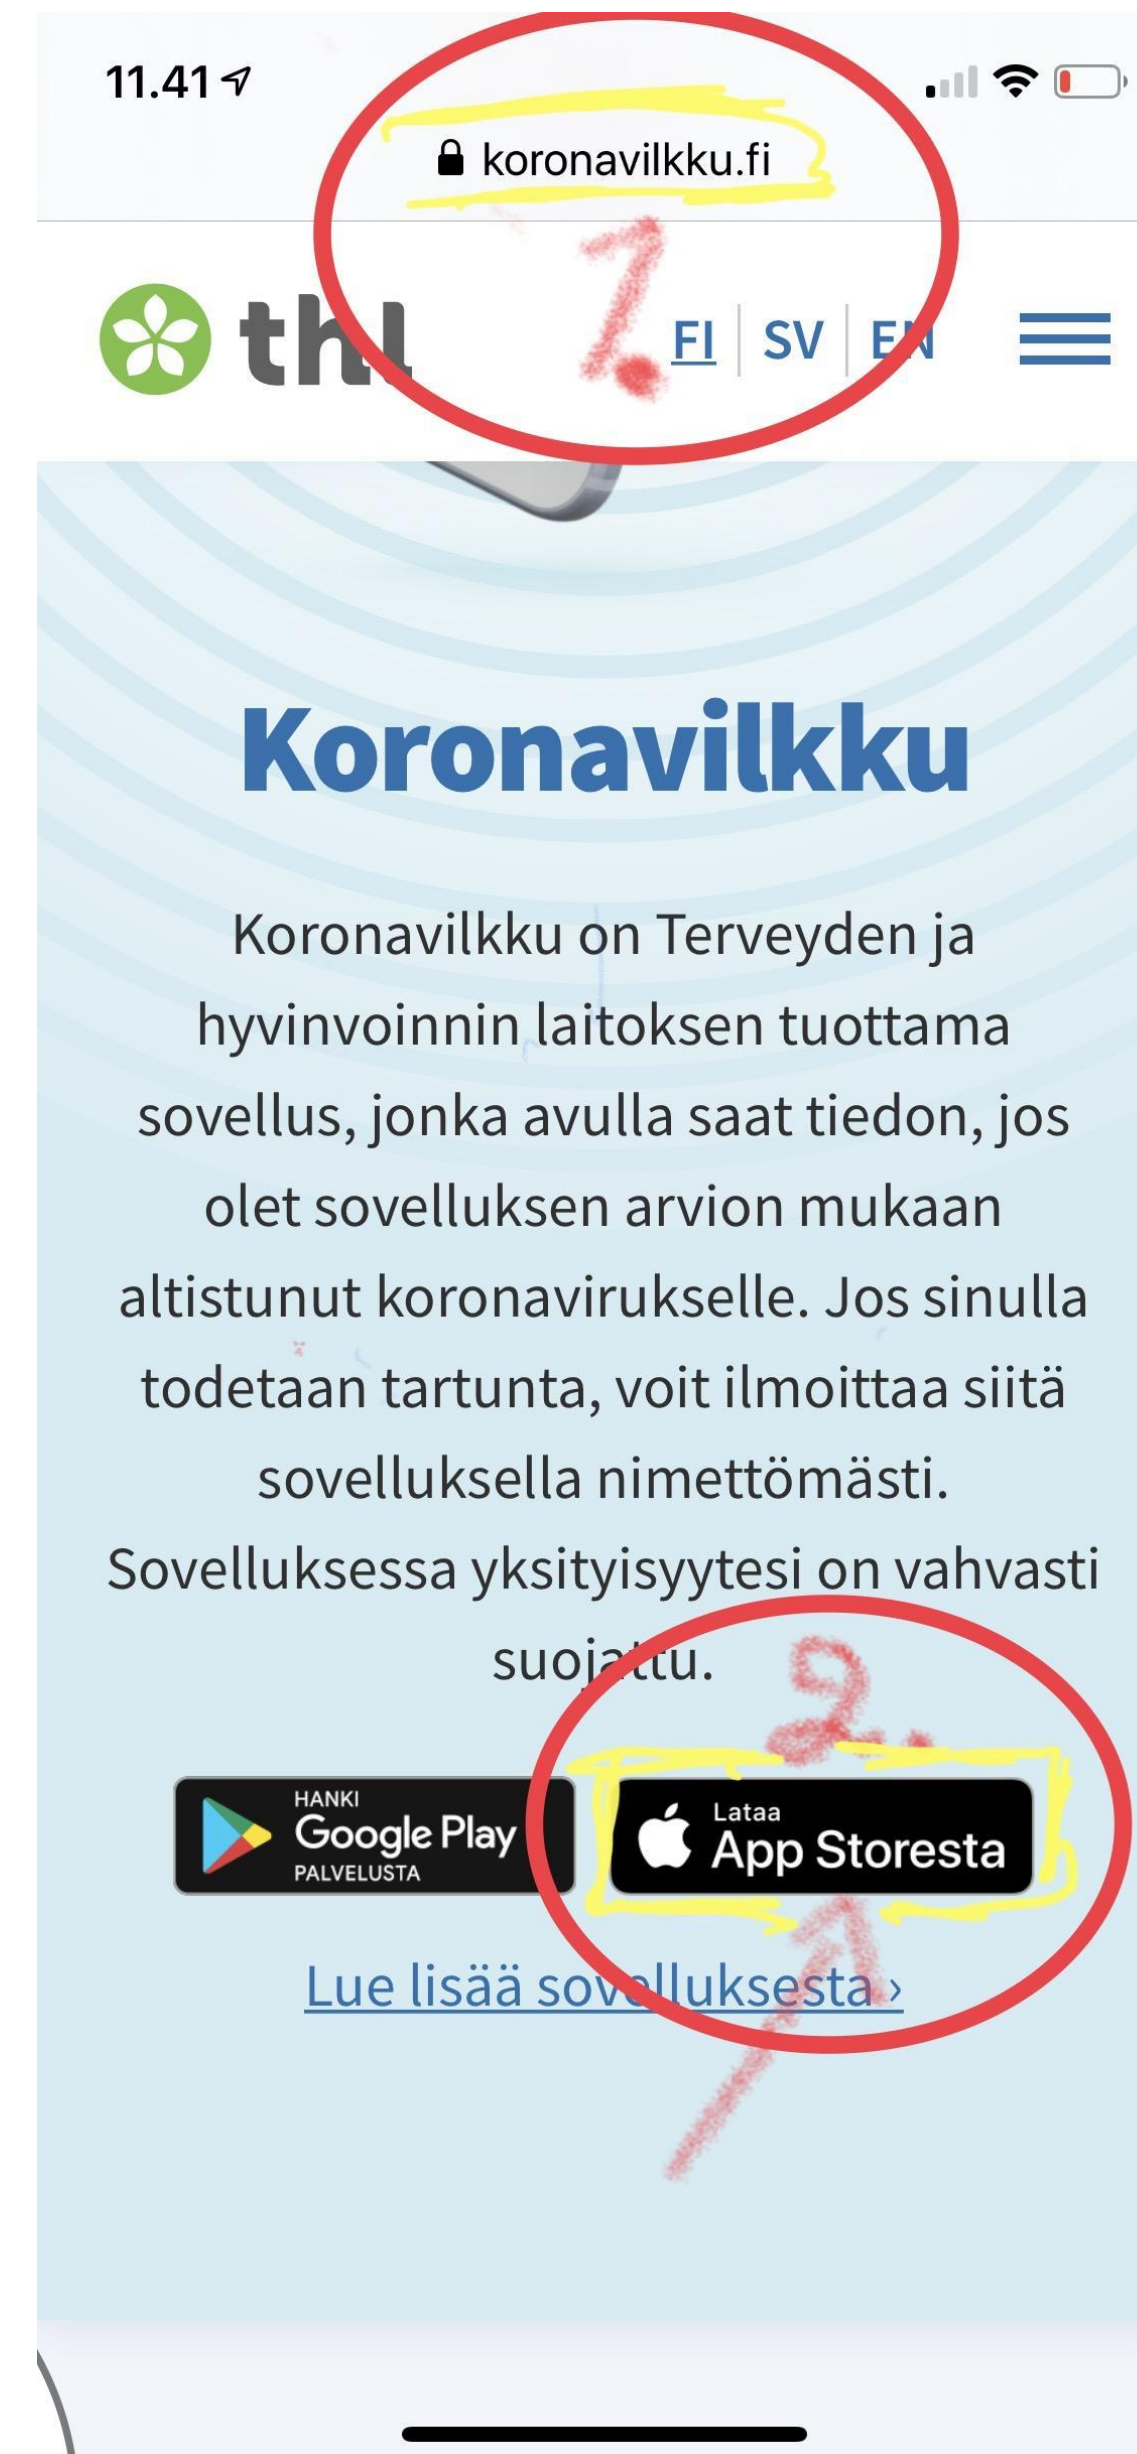 11.41
koronavilkku.fi
1.
thl
FI | SV | EN
Koronavilkku
Koronavilkku on Terveyden ja
hyvinvoinnin laitoksen tuottama
sovellus, jonka avulla saat tiedon, jos
olet sovelluksen arvion mukaan
altistunut koronavirukselle. Jos sinulla
todetaan tartunta, voit ilmoittaa siitä
sovelluksella nimettömästi.
Sovelluksessa yksityisyytesi on vahvasti
suojattu.
2.
HANKI
Google Play
PALVELUSTA
Lataa
App Storesta
Lue lisää sovelluksesta ›